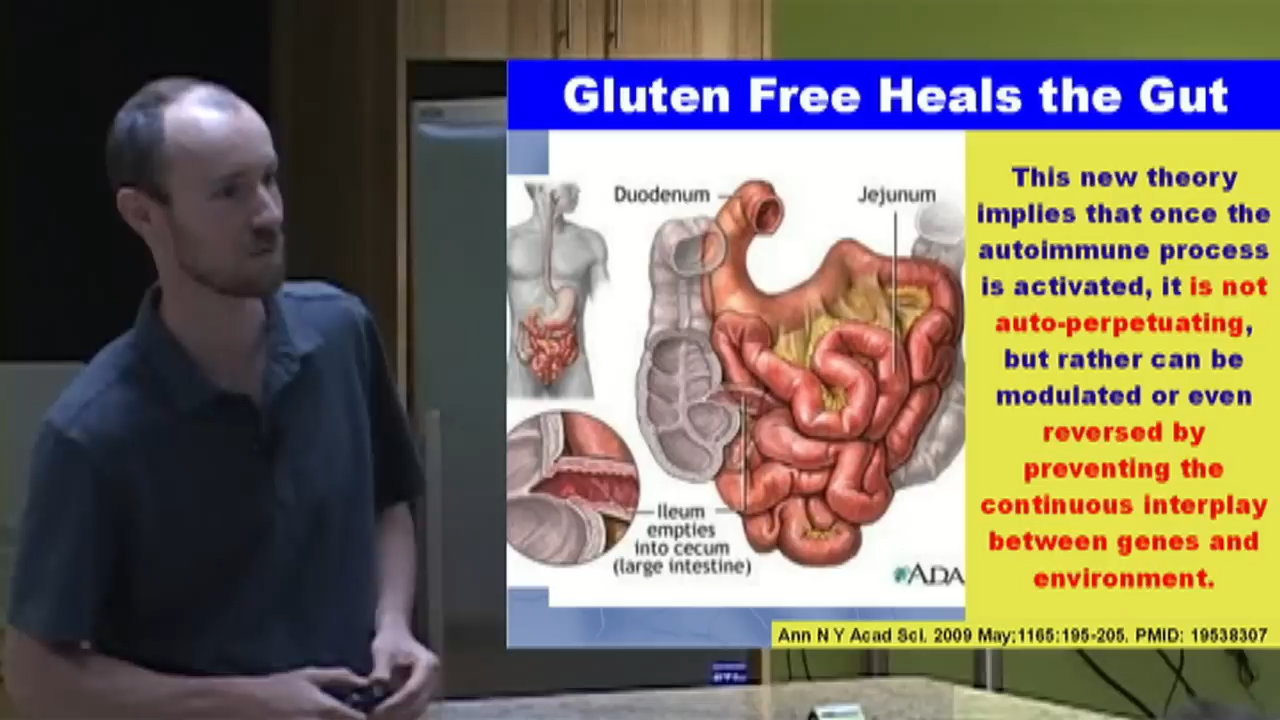 Gluten Free Heals the Gut
Duodenum
Jejunum
Ileum
empties
into cecum
(large intestine)
ADA
This new theory
implies that once the
autoimmune process
is activated, it is not
auto-perpetuating,
but rather can be
modulated or even
reversed by
preventing the
continuous interplay
between genes and
environment.
Ann N Y Acad Sci. 2009 May;1165:195-205. PMID: 19538307